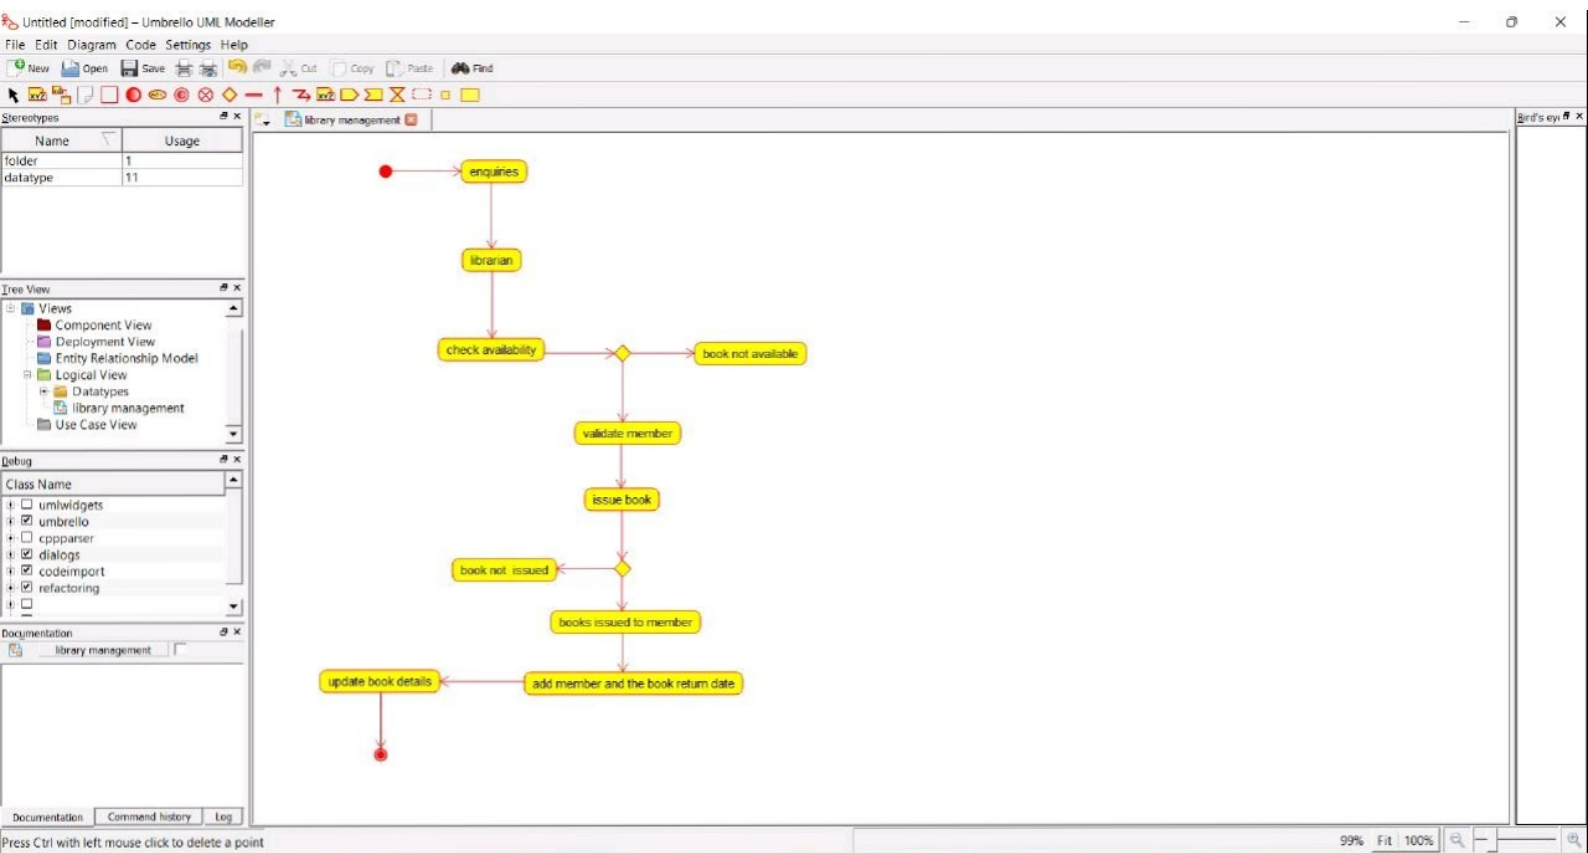 Untitled [modified] – Umbrello UML Modeller
File Edit Diagram Code Settings Help
New Open Save Cut Copy Paste Find
Stereotypes
library management
Bird's eye
Name Usage
folder 1
datatype 11
Tree View
Views
Component View
Deployment View
Entity Relationship Model
Logical View
Datatypes
library management
Use Case View
Debug
Class Name
umlwidgets
umbrello
cppparser
dialogs
codeimport
refactoring
Documentation
library management
Documentation Command history Log
Press Ctrl with left mouse click to delete a point
99% Fit 100%
enquiries
librarian
check availability
book not available
validate member
issue book
book not issued
books issued to member
update book details
add member and the book return date